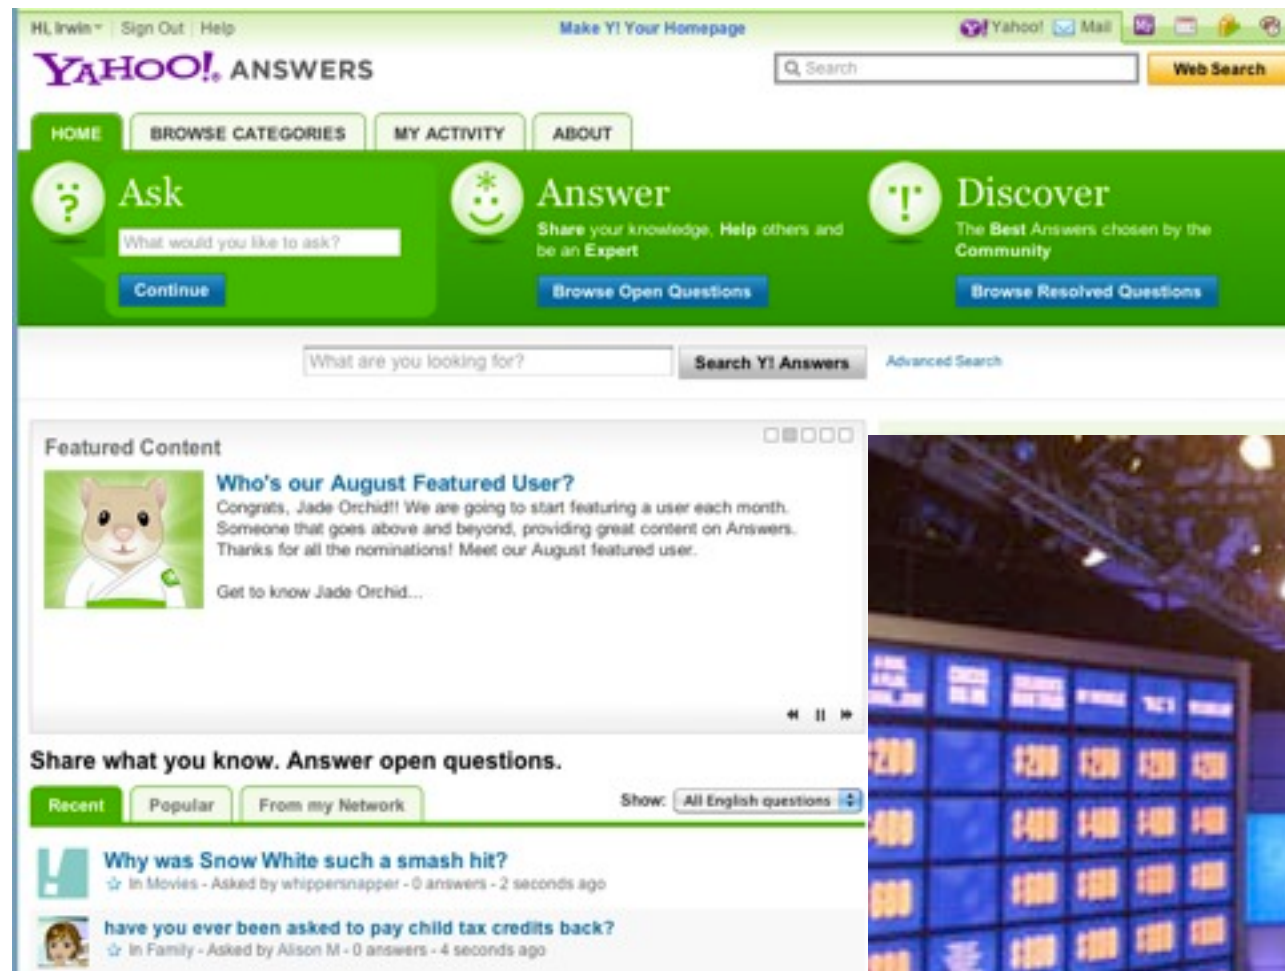 Hi, Irwin Sign Out Help Make Y! Your Homepage Yahoo! Mail
YAHOO! ANSWERS Search Web Search
HOME BROWSE CATEGORIES MY ACTIVITY ABOUT
Ask
What would you like to ask?
Continue
Answer
Share your knowledge, Help others and
be an Expert
Browse Open Questions
Discover
The Best Answers chosen by the
Community
Browse Resolved Questions
What are you looking for? Search Y! Answers Advanced Search
Featured Content
Who's our August Featured User?
Congrats, Jade Orchid!! We are going to start featuring a user each month.
Someone that goes above and beyond, providing great content on Answers.
Thanks for all the nominations! Meet our August featured user.
Get to know Jade Orchid...
Share what you know. Answer open questions.
Recent Popular From my Network Show: All English questions
Why was Snow White such a smash hit?
In Movies - Asked by whippersnapper - 0 answers - 2 seconds ago
have you ever been asked to pay child tax credits back?
In Family - Asked by Alison M - 0 answers - 4 seconds ago